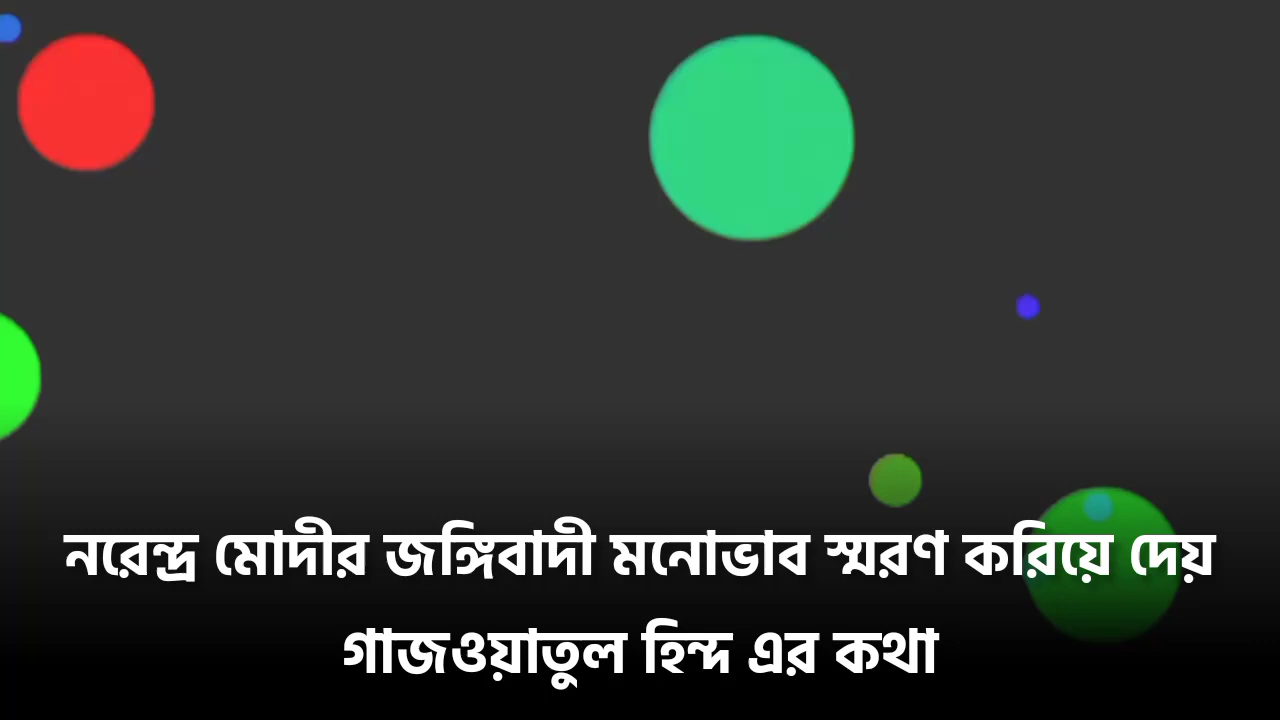 নরেন্দ্র মোদীর জঙ্গিবাদী মনোভাব স্মরণ করিয়ে দেয়
গাজওয়াতুল হিন্দ এর কথা